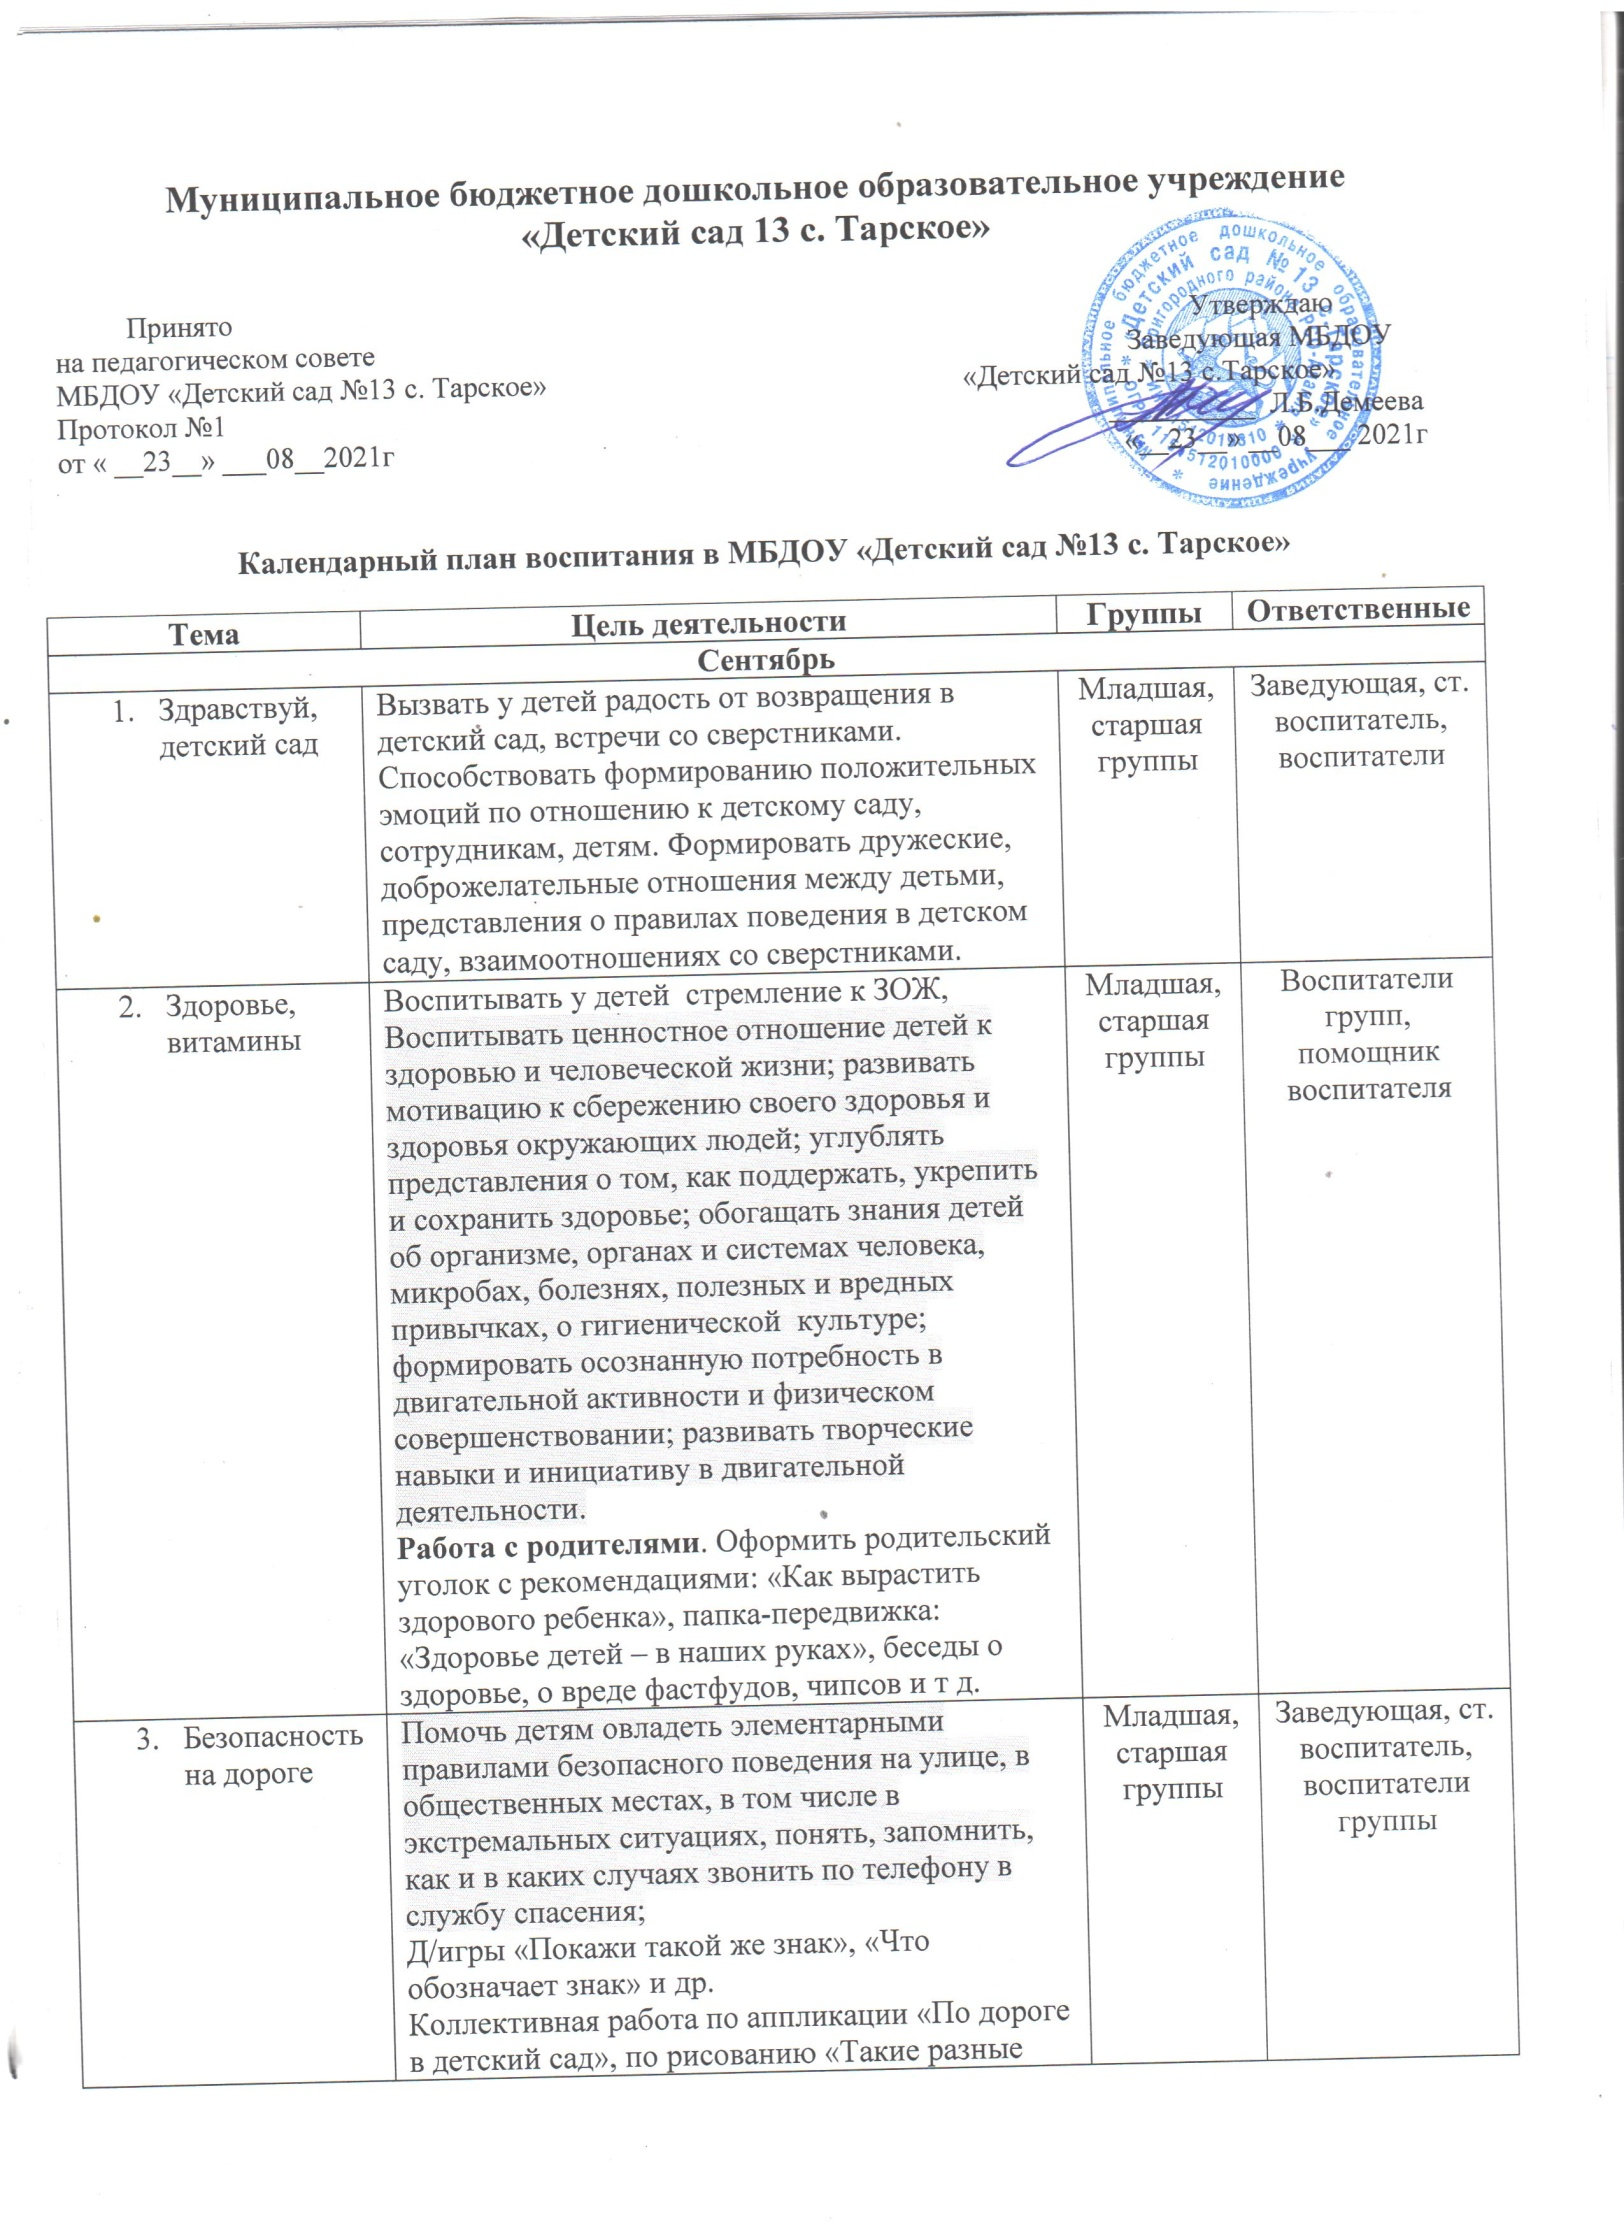 Муниципальное бюджетное дошкольное образовательное учреждение
«Детский сад 13 с. Тарское»
Принято
на педагогическом совете
МБДОУ «Детский сад №13 с. Тарское»
Протокол №1
от « __23__» ___08__2021г
Утверждаю
Заведующая МБДОУ
«Детский сад №13 с.Тарское»
__________ Л.Б.Демеева
«__23__» __08___2021г
муниципальное бюджетное дошкольное образовательное учреждение
«Детский сад № 13 с. Тарское»
Календарный план воспитания в МБДОУ «Детский сад №13 с. Тарское»
Тема Цель деятельности Группы Ответственные
Сентябрь
1. Здравствуй,
детский сад
Вызвать у детей радость от возвращения в
детский сад, встречи со сверстниками.
Способствовать формированию положительных
эмоций по отношению к детскому саду,
сотрудникам, детям. Формировать дружеские,
доброжелательные отношения между детьми,
представления о правилах поведения в детском
саду, взаимоотношениях со сверстниками.
Младшая,
старшая
группы
Заведующая, ст.
воспитатель,
воспитатели
2. Здоровье,
витамины
Воспитывать у детей  стремление к ЗОЖ,
Воспитывать ценностное отношение детей к
здоровью и человеческой жизни; развивать
мотивацию к сбережению своего здоровья и
здоровья окружающих людей; углублять
представления о том, как поддержать, укрепить
и сохранить здоровье; обогащать знания детей
об организме, органах и системах человека,
микробах, болезнях, полезных и вредных
привычках, о гигиенической  культуре;
формировать осознанную потребность в
двигательной активности и физическом
совершенствовании; развивать творческие
навыки и инициативу в двигательной
деятельности.
Работа с родителями. Оформить родительский
уголок с рекомендациями: «Как вырастить
здорового ребенка», папка-передвижка:
«Здоровье детей – в наших руках», беседы о
здоровье, о вреде фастфудов, чипсов и т д.
Младшая,
старшая
группы
Воспитатели
групп,
помощник
воспитателя
3. Безопасность
на дороге
Помочь детям овладеть элементарными
правилами безопасного поведения на улице, в
общественных местах, в том числе в
экстремальных ситуациях, понять, запомнить,
как и в каких случаях звонить по телефону в
службу спасения;
Д/игры «Покажи такой же знак», «Что
обозначает знак» и др.
Коллективная работа по аппликации «По дороге
в детский сад», по рисованию «Такие разные
Младшая,
старшая
группы
Заведующая, ст.
воспитатель,
воспитатели
группы